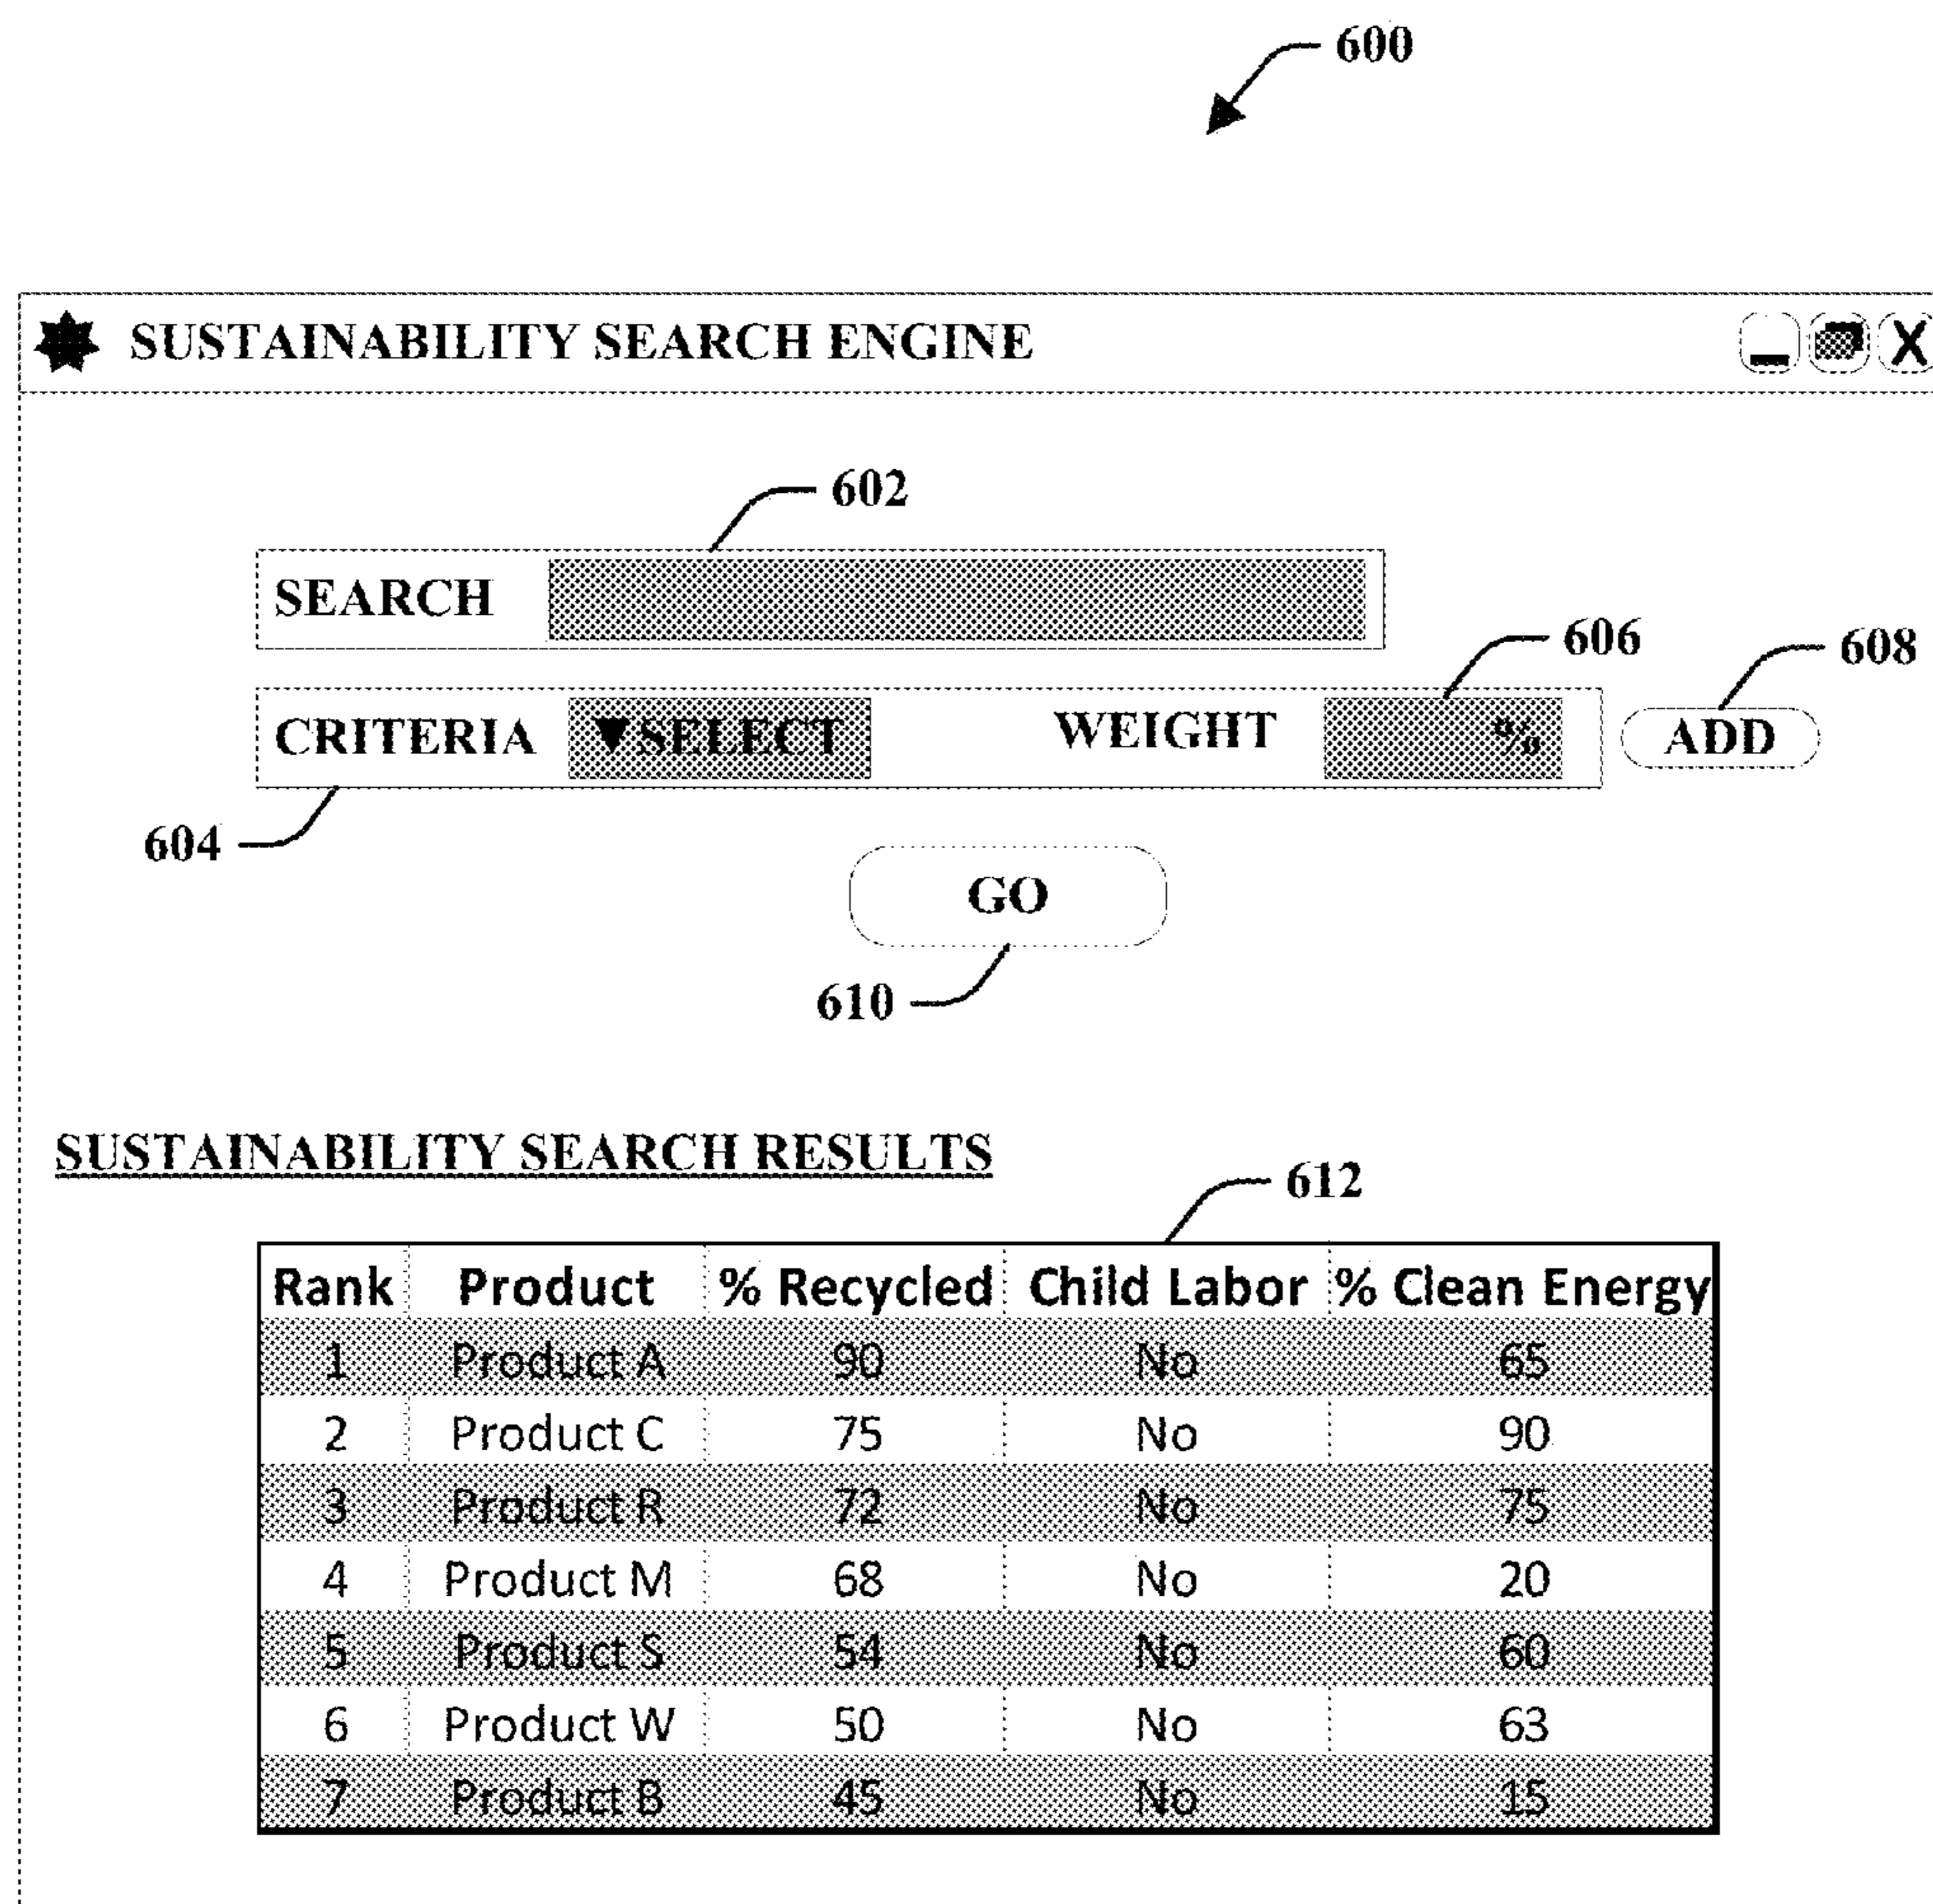 600
SUSTAINABILITY SEARCH ENGINE X
602
SEARCH
606
608
CRITERIA ▼SELECT WEIGHT % ADD
604
GO
610
SUSTAINABILITY SEARCH RESULTS
612
Rank Product % Recycled Child Labor % Clean Energy
1 Product A 90 No 65
2 Product C 75 No 90
3 Product R 72 No 75
4 Product M 68 No 20
5 Product S 54 No 60
6 Product W 50 No 63
7 Product B 45 No 15